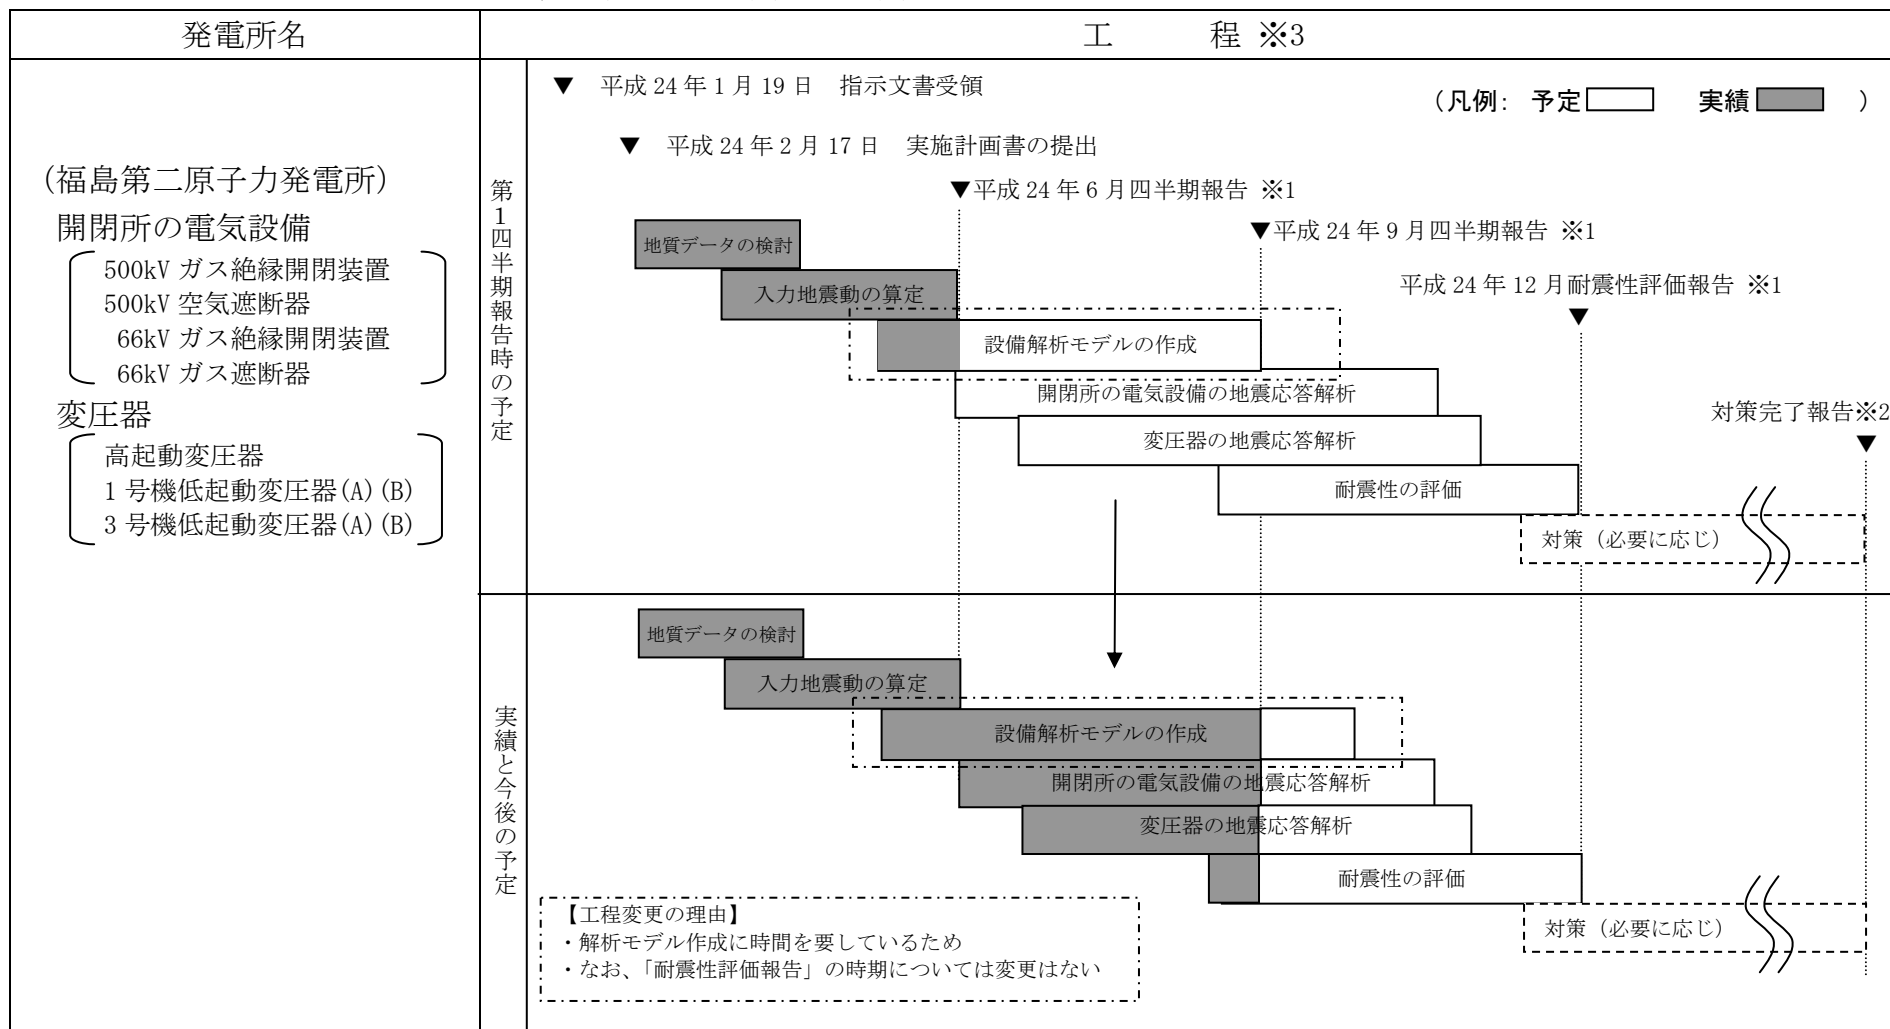 発電所名
工 程 ※3
(福島第二原子力発電所)
開閉所の電気設備
500kV ガス絶縁開閉装置
500kV 空気遮断器
66kV ガス絶縁開閉装置
66kV ガス遮断器
変圧器
高起動変圧器
1 号機低起動変圧器(A)(B)
3 号機低起動変圧器(A)(B)
第1四半期報告時の予定
▼ 平成 24 年 1 月 19 日 指示文書受領
(凡例: 予定 実績 )
▼ 平成 24 年 2 月 17 日 実施計画書の提出
▼平成 24 年 6 月四半期報告 ※1
▼平成 24 年 9 月四半期報告 ※1
平成 24 年 12 月耐震性評価報告 ※1
▼
対策完了報告※2
▼
地質データの検討
入力地震動の算定
設備解析モデルの作成
開閉所の電気設備の地震応答解析
変圧器の地震応答解析
耐震性の評価
対策（必要に応じ）
実績と今後の予定
地質データの検討
入力地震動の算定
設備解析モデルの作成
開閉所の電気設備の地震応答解析
変圧器の地震応答解析
耐震性の評価
対策（必要に応じ）
【工程変更の理由】
・解析モデル作成に時間を要しているため
・なお、「耐震性評価報告」の時期については変更はない